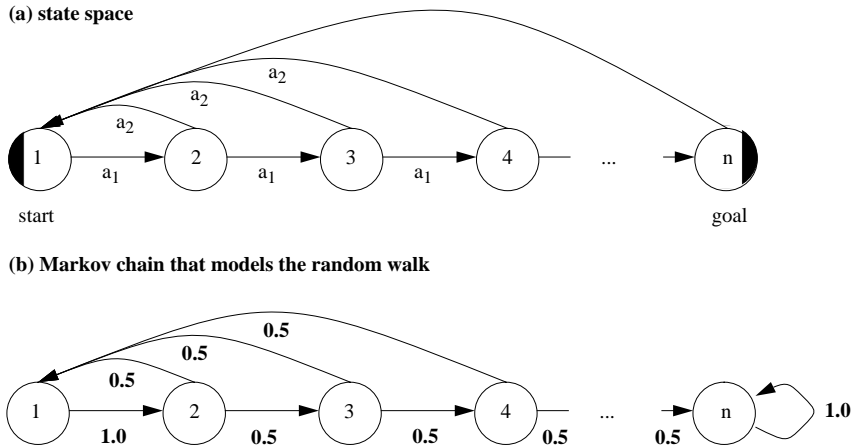 (a) state space
a2
a2
a2
1 2 3 4 ... n
a1 a1 a1
start goal
(b) Markov chain that models the random walk
0.5
0.5
0.5
1 2 3 4 ... n 1.0
1.0 0.5 0.5 0.5 0.5